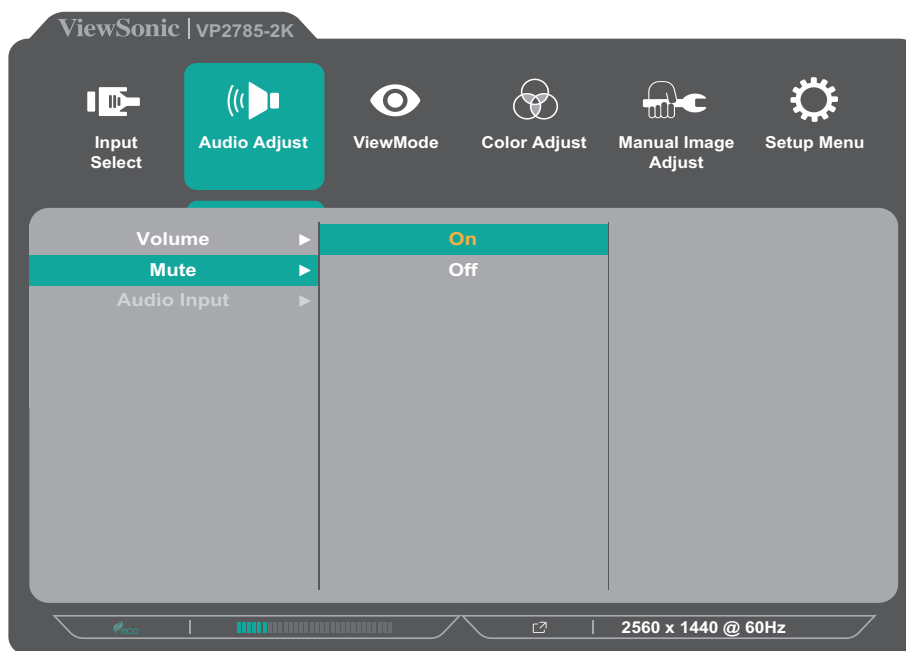 ViewSonic | VP2785-2K
Input Select
Audio Adjust
ViewMode
Color Adjust
Manual Image Adjust
Setup Menu
Volume
On
Mute
Off
Audio Input
eco
2560 x 1440 @ 60Hz